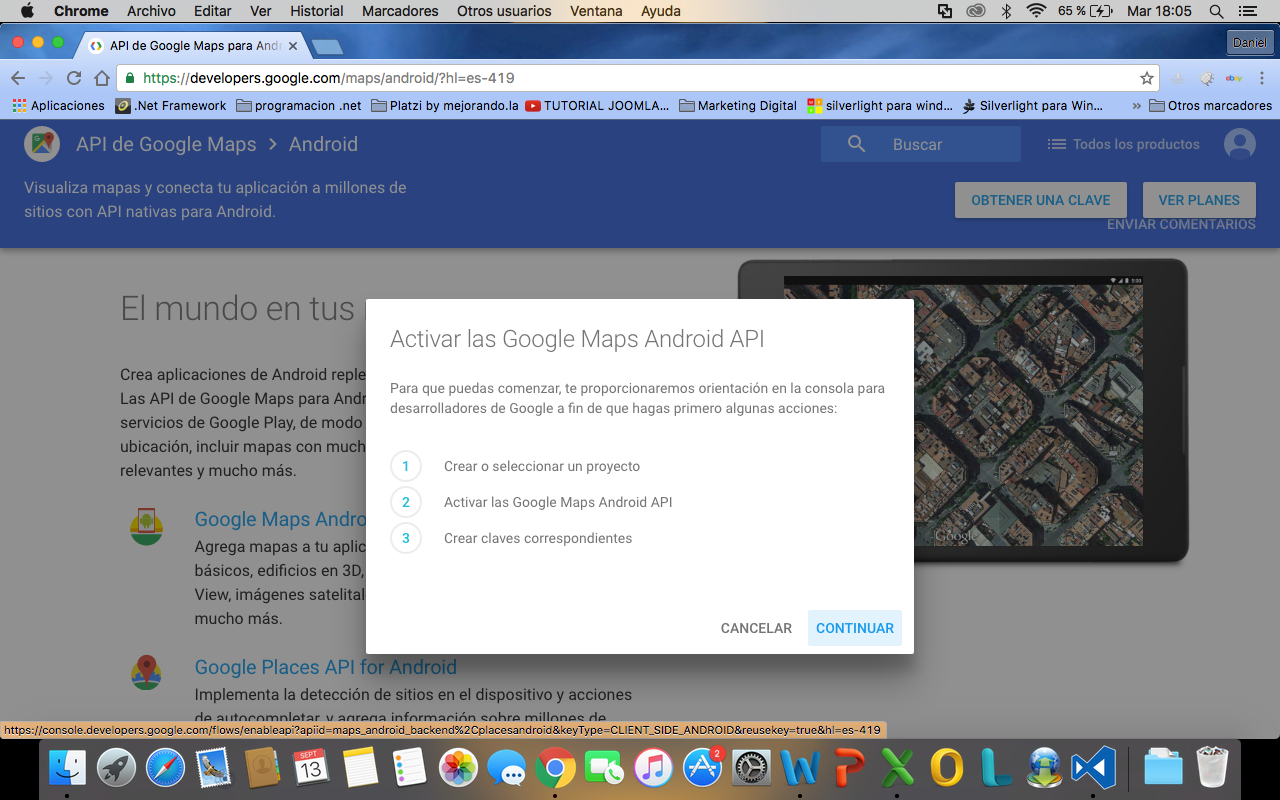 Chrome Archivo Editar Ver Historial Marcadores Otros usuarios Ventana Ayuda 65 % Mar 18:05
API de Google Maps para Andr Daniel
https://developers.google.com/maps/android/?hl=es-419
Aplicaciones .Net Framework programacion .net Platzi by mejorando.la TUTORIAL JOOMLA... Marketing Digital silverlight para wind... Silverlight para Win... » Otros marcadores
API de Google Maps > Android Buscar Todos los productos
Visualiza mapas y conecta tu aplicación a millones de
sitios con API nativas para Android.
OBTENER UNA CLAVE VER PLANES
ENVIAR COMENTARIOS
El mundo en tus
Crea aplicaciones de Android reple
Las API de Google Maps para Andr
servicios de Google Play, de modo
ubicación, incluir mapas con much
relevantes y mucho más.
Google Maps Andro
Agrega mapas a tu aplic
básicos, edificios en 3D,
View, imágenes satelital
mucho más.
Google Places API for Android
Implementa la detección de sitios en el dispositivo y acciones
de autocompletar, y agrega información sobre millones de
5:00
Google
Activar las Google Maps Android API
Para que puedas comenzar, te proporcionaremos orientación en la consola para
desarrolladores de Google a fin de que hagas primero algunas acciones:
1 Crear o seleccionar un proyecto
2 Activar las Google Maps Android API
3 Crear claves correspondientes
CANCELAR CONTINUAR
https://console.developers.google.com/flows/enableapi?apiid=maps_android_backend%2Cplacesandroid&keyType=CLIENT_SIDE_ANDROID&reusekey=true&hl=es-419
SEPT
13
2